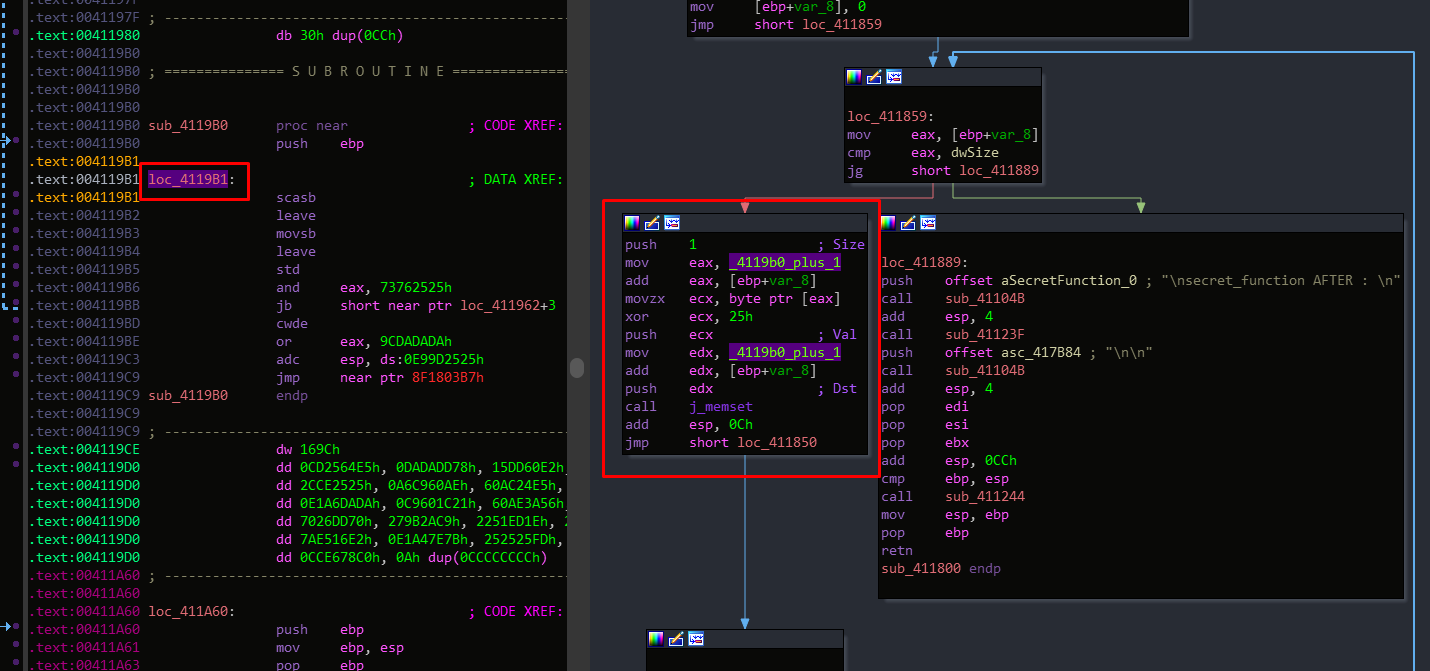 .text:0041197F
.text:0041197F ; 
.text:00411980 db 30h dup(0CCh)
.text:004119B0
.text:004119B0 ; =============== S U B R O U T I N E ===============
.text:004119B0
.text:004119B0
.text:004119B0 sub_4119B0 proc near ; CODE XREF:
.text:004119B0 push ebp
.text:004119B1
.text:004119B1 loc_4119B1: ; DATA XREF:
.text:004119B1 scasb
.text:004119B2 leave
.text:004119B3 movsb
.text:004119B4 leave
.text:004119B5 std
.text:004119B6 and eax, 73762525h
.text:004119BB jb short near ptr loc_411962+3
.text:004119BD cwde
.text:004119BE or eax, 9CDADADAh
.text:004119C3 adc esp, ds:0E99D2525h
.text:004119C9 jmp near ptr 8F1803B7h
.text:004119C9 sub_4119B0 endp
.text:004119C9
.text:004119C9 ; 
.text:004119CE dw 169Ch
.text:004119D0 dd 0CD2564E5h, 0DADADD78h, 15DD60E2h,
.text:004119D0 dd 2CCE2525h, 0A6C960AEh, 60AC24E5h,
.text:004119D0 dd 0E1A6DADAh, 0C9601C21h, 60AE3A56h,
.text:004119D0 dd 7026DD70h, 279B2AC9h, 2251ED1Eh,
.text:004119D0 dd 7AE516E2h, 0E1A47E7Bh, 252525FDh,
.text:004119D0 dd 0CCE678C0h, 0Ah dup(0CCCCCCCCh)
.text:00411A60 ; 
.text:00411A60
.text:00411A60 loc_411A60: ; CODE XREF:
.text:00411A60 push ebp
.text:00411A61 mov ebp, esp
.text:00411A63 pop ebp
mov [ebp+var_8], 0
jmp short loc_411859
loc_411859:
mov eax, [ebp+var_8]
cmp eax, dwSize
jg short loc_411889
push 1 ; Size
mov eax, _4119b0_plus_1
add eax, [ebp+var_8]
movzx ecx, byte ptr [eax]
xor ecx, 25h
push ecx ; Val
mov edx, _4119b0_plus_1
add edx, [ebp+var_8]
push edx ; Dst
call j_memset
add esp, 0Ch
jmp short loc_411850
loc_411889:
push offset aSecretFunction_0 ; "\nsecret_function AFTER : \n"
call sub_41104B
add esp, 4
call sub_41123F
push offset asc_417B84 ; "\n\n"
call sub_41104B
add esp, 4
pop edi
pop esi
pop ebx
add esp, 0CCh
cmp ebp, esp
call sub_411244
mov esp, ebp
pop ebp
retn
sub_411800 endp